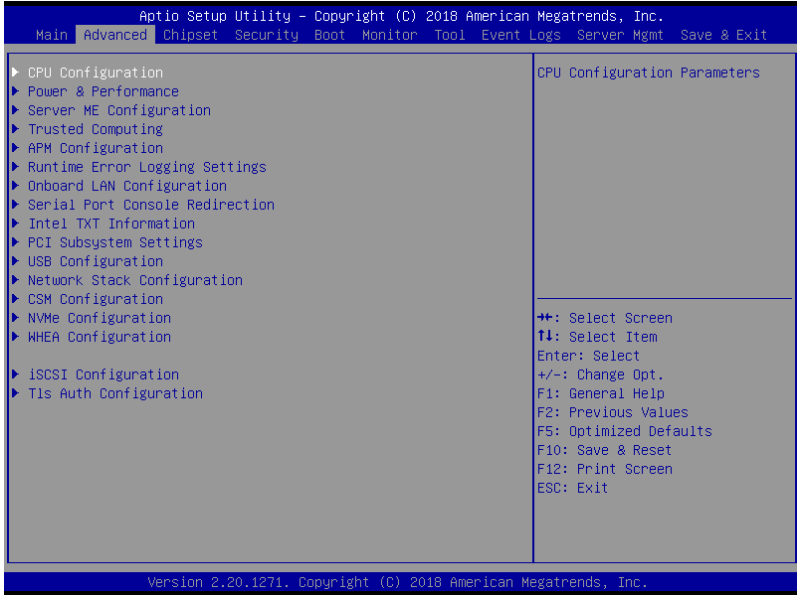 Aptio Setup Utility – Copyright (C) 2018 American Megatrends, Inc.
Main Advanced Chipset Security Boot Monitor Tool Event Logs Server Mgmt Save & Exit
CPU Configuration
Power & Performance
Server ME Configuration
Trusted Computing
APM Configuration
Runtime Error Logging Settings
Onboard LAN Configuration
Serial Port Console Redirection
Intel TXT Information
PCI Subsystem Settings
USB Configuration
Network Stack Configuration
CSM Configuration
NVMe Configuration
WHEA Configuration
iSCSI Configuration
Tls Auth Configuration
CPU Configuration Parameters
→←: Select Screen
↑↓: Select Item
Enter: Select
+/-: Change Opt.
F1: General Help
F2: Previous Values
F5: Optimized Defaults
F10: Save & Reset
F12: Print Screen
ESC: Exit
Version 2.20.1271. Copyright (C) 2018 American Megatrends, Inc.